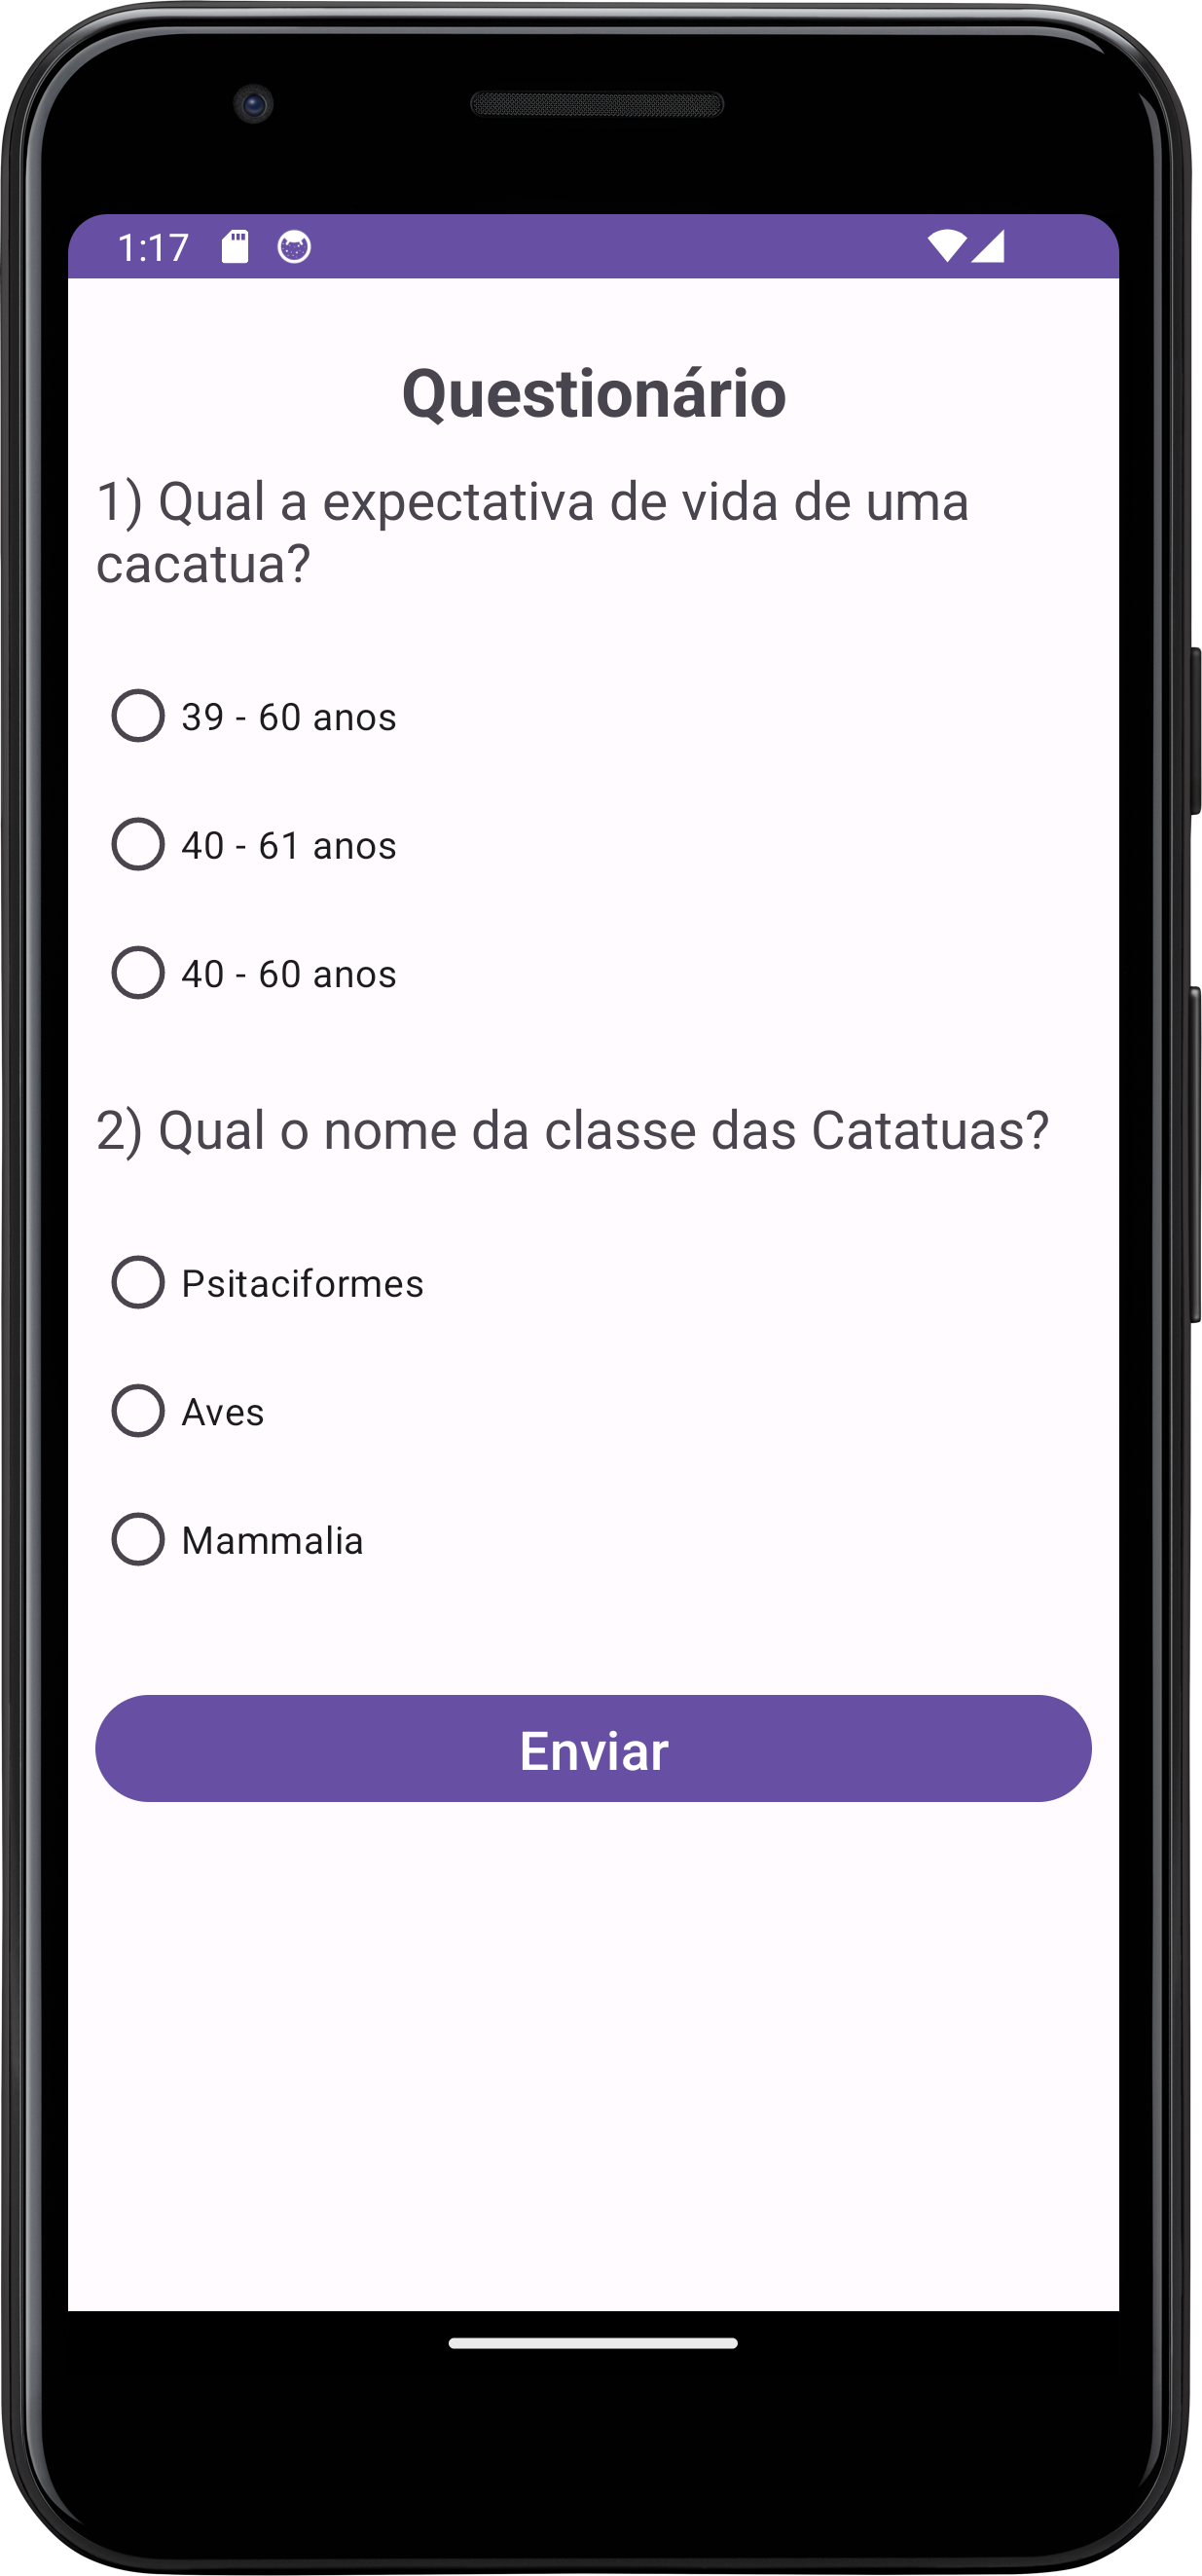 1:17
Questionário
1) Qual a expectativa de vida de uma
cacatua?
39 - 60 anos
40 - 61 anos
40 - 60 anos
2) Qual o nome da classe das Catatuas?
Psitaciformes
Aves
Mammalia
Enviar